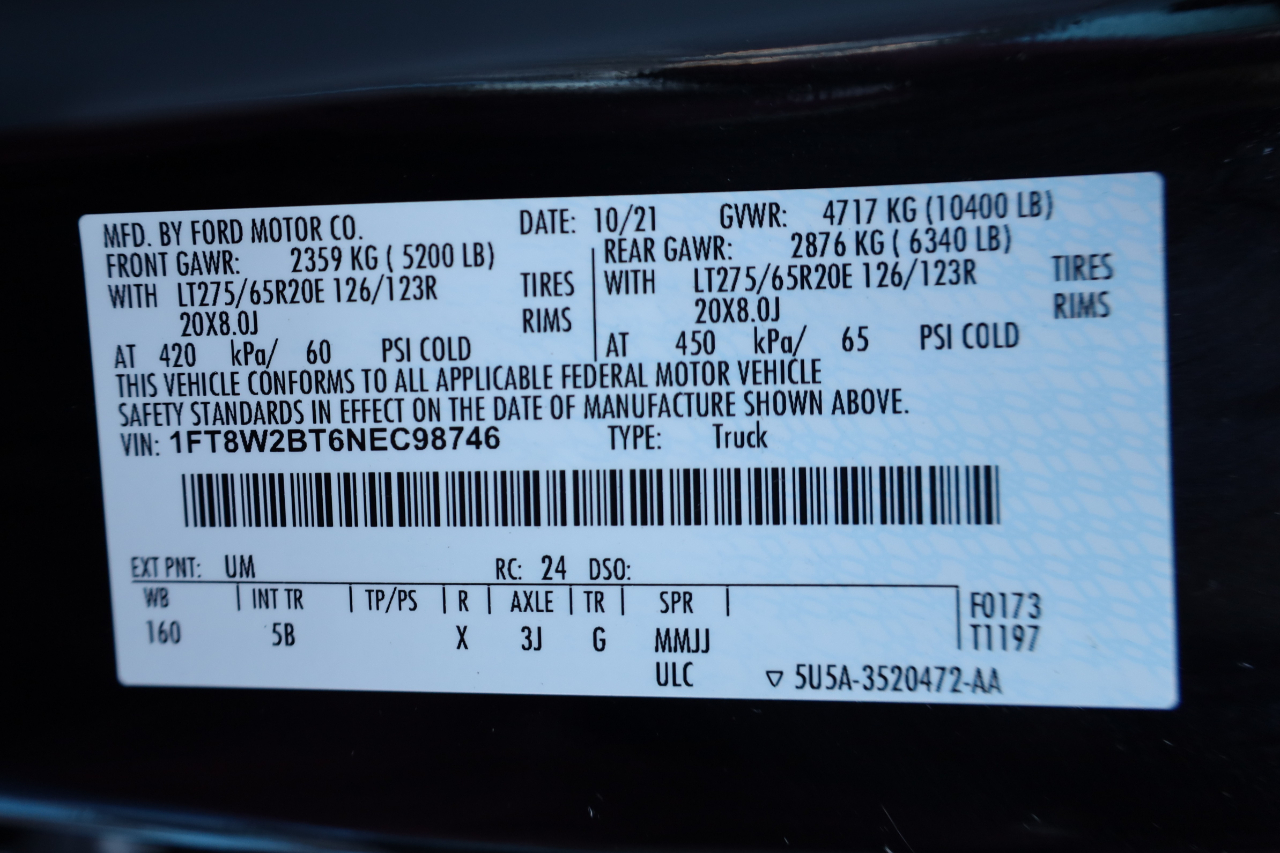 MFD. BY FORD MOTOR CO. DATE: 10/21 GVWR: 4717 KG (10400 LB)
FRONT GAWR: 2359 KG ( 5200 LB) REAR GAWR: 2876 KG ( 6340 LB)
WITH LT275/65R20E 126/123R TIRES WITH LT275/65R20E 126/123R TIRES
20X8.0J RIMS 20X8.0J RIMS
AT 420 kPa/ 60 PSI COLD AT 450 kPa/ 65 PSI COLD
THIS VEHICLE CONFORMS TO ALL APPLICABLE FEDERAL MOTOR VEHICLE
SAFETY STANDARDS IN EFFECT ON THE DATE OF MANUFACTURE SHOWN ABOVE.
VIN: 1FT8W2BT6NEC98746 TYPE: Truck
EXT PNT: UM RC: 24 DSO:
WB INT TR TP/PS R AXLE TR SPR F0173
160 5B X 3J G MMJJ T1197
ULC ▽ 5U5A-3520472-AA